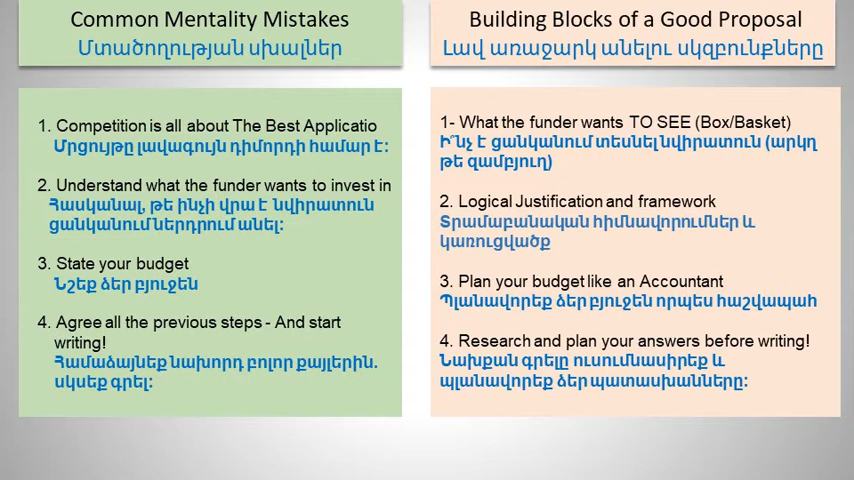 Common Mentality Mistakes
Մտածողության սխալներ
1. Competition is all about The Best Applicatio
Մրցույթը լավագույն դիմորդի համար է:
2. Understand what the funder wants to invest in
Հասկանալ, թե ինչի վրա է նվիրատուն
ցանկանում ներդրում անել:
3. State your budget
Նշեք ձեր բյուջեն
4. Agree all the previous steps - And start
writing!
Համաձայնեք նախորդ բոլոր քայլերին.
սկսեք գրել:
Building Blocks of a Good Proposal
Լավ առաջարկ անելու սկզբունքները
1- What the funder wants TO SEE (Box/Basket)
Ի՞նչ է ցանկանում տեսնել նվիրատուն (արկղ
թե զամբյուղ)
2. Logical Justification and framework
Տրամաբանական հիմնավորումներ և
կառուցվածք
3. Plan your budget like an Accountant
Պլանավորեք ձեր բյուջեն որպես հաշվապահ
4. Research and plan your answers before writing!
Նախքան գրելը ուսումնասիրեք և
պլանավորեք ձեր պատասխանները: